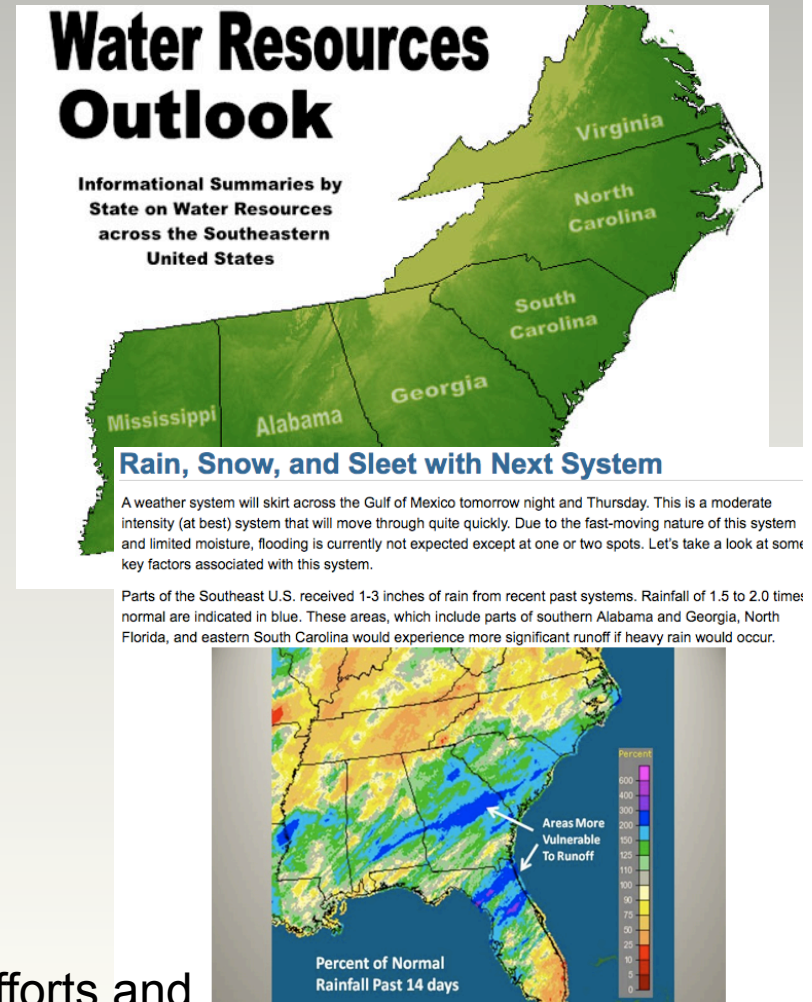 Water Resources
Outlook
Informational Summaries by
State on Water Resources
across the Southeastern
United States
Virginia
North
Carolina
South
Carolina
Georgia
Alabama
Mississippi
Rain, Snow, and Sleet with Next System
A weather system will skirt across the Gulf of Mexico tomorrow night and Thursday. This is a moderate
intensity (at best) system that will move through quite quickly. Due to the fast-moving nature of this system
and limited moisture, flooding is currently not expected except at one or two spots. Let's take a look at some
key factors associated with this system.
Parts of the Southeast U.S. received 1-3 inches of rain from recent past systems. Rainfall of 1.5 to 2.0 times
normal are indicated in blue. These areas, which include parts of southern Alabama and Georgia, North
Florida, and eastern South Carolina would experience more significant runoff if heavy rain would occur.
Percent
600
400
300
200
150
125
110
100
90
75
50
25
10
5
0
Areas More
Vulnerable
To Runoff
Percent of Normal
Rainfall Past 14 days
fforts and